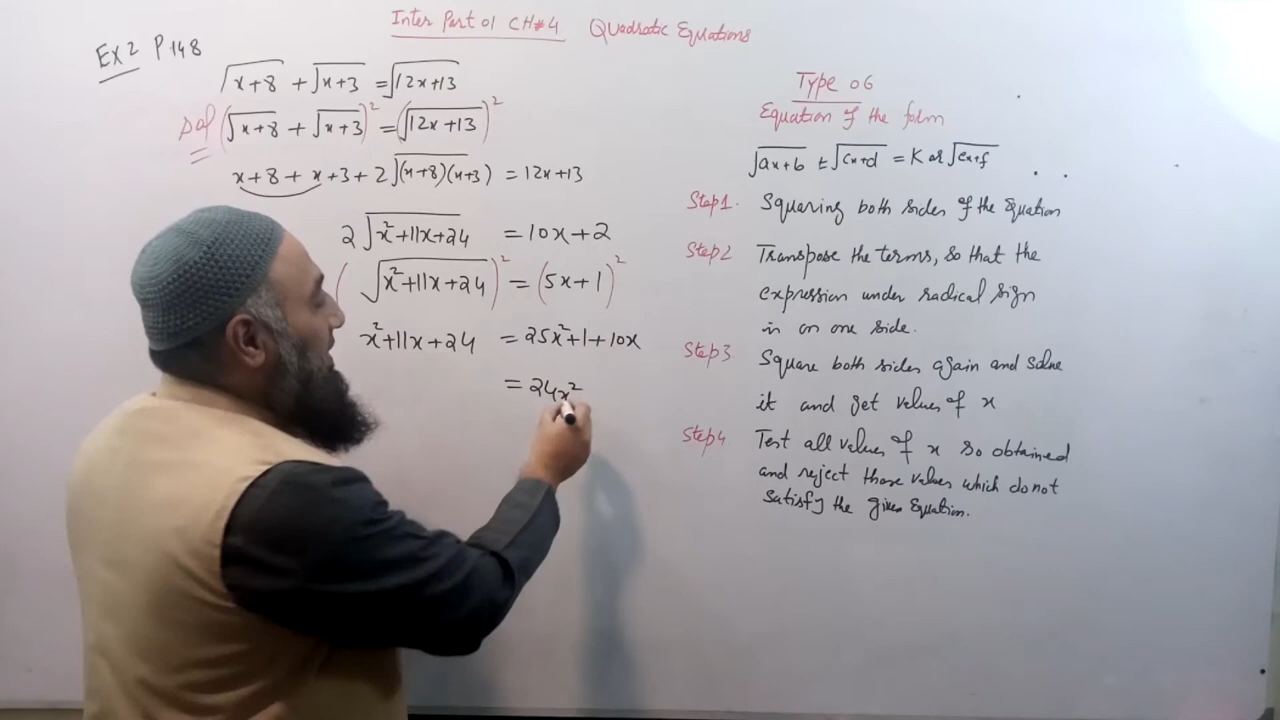 Inter Part 01 CH#4 Quadratic Equations
Ex 2 P 148
√(x+8) + √(x+3) = √(12x+13)
Sol (√(x+8) + √(x+3))² = (√(12x+13))²
x+8 + x+3 + 2√((x+8)(x+3)) = 12x+13
2√(x²+11x+24) = 10x+2
(√(x²+11x+24))² = (5x+1)²
x²+11x+24 = 25x²+1+10x
= 24x²
Type 06
Equation of the form
√(ax+b) ± √(cx+d) = K or √(ex+f)
Step1. Squaring both sides of the Equation
Step2 Transpose the terms, so that the
expression under radical sign
is on one side.
Step3 Square both sides again and solve
it and get values of x
Step4 Test all values of x so obtained
and reject those values which do not
satisfy the given Equation.